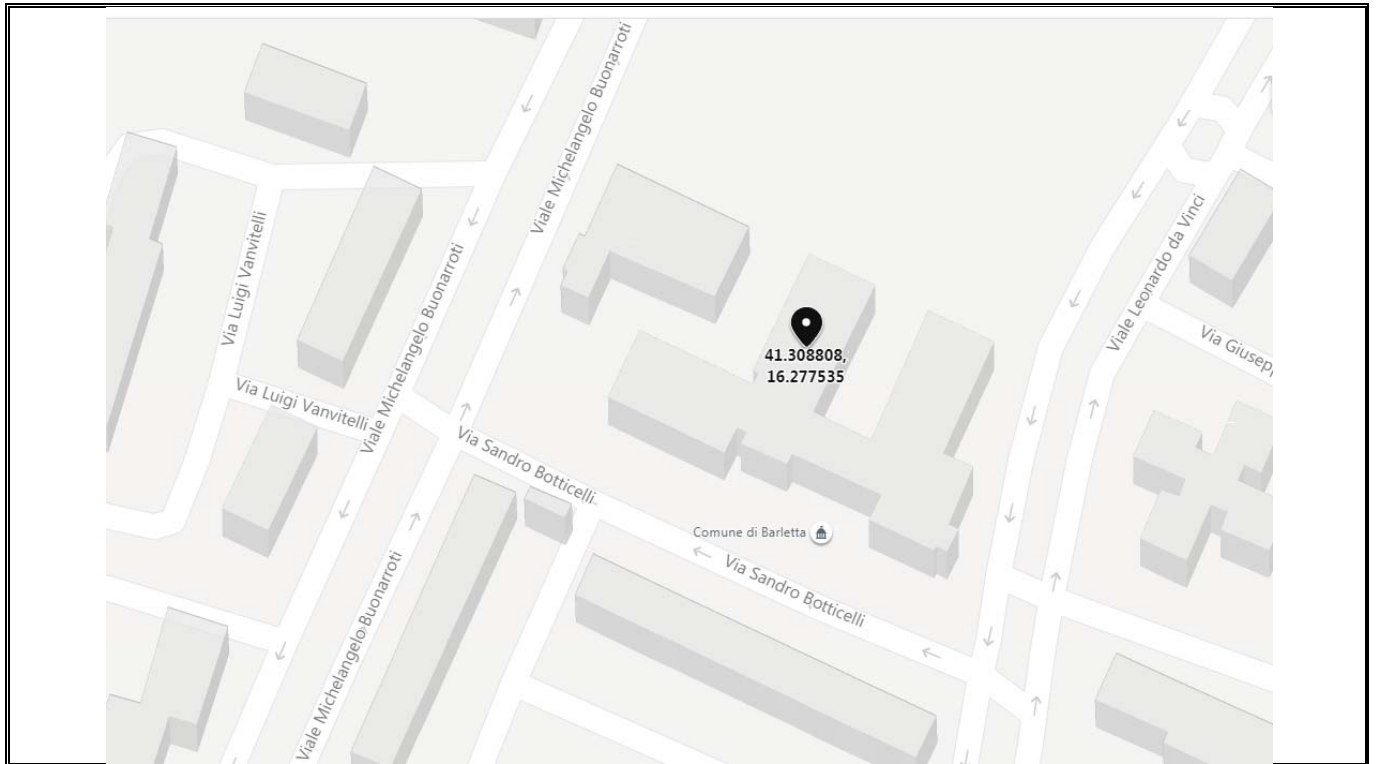 Viale Michelangelo Buonarroti
Viale Michelangelo Buonarroti
Viale Leonardo da Vinci
Via Luigi Vanvitelli
41.308808,
16.277535
Via Giusepp
Via Luigi Vanvitelli
Via Sandro Botticelli
Comune di Barletta
Via Sandro Botticelli
Viale Michelangelo Buonarroti